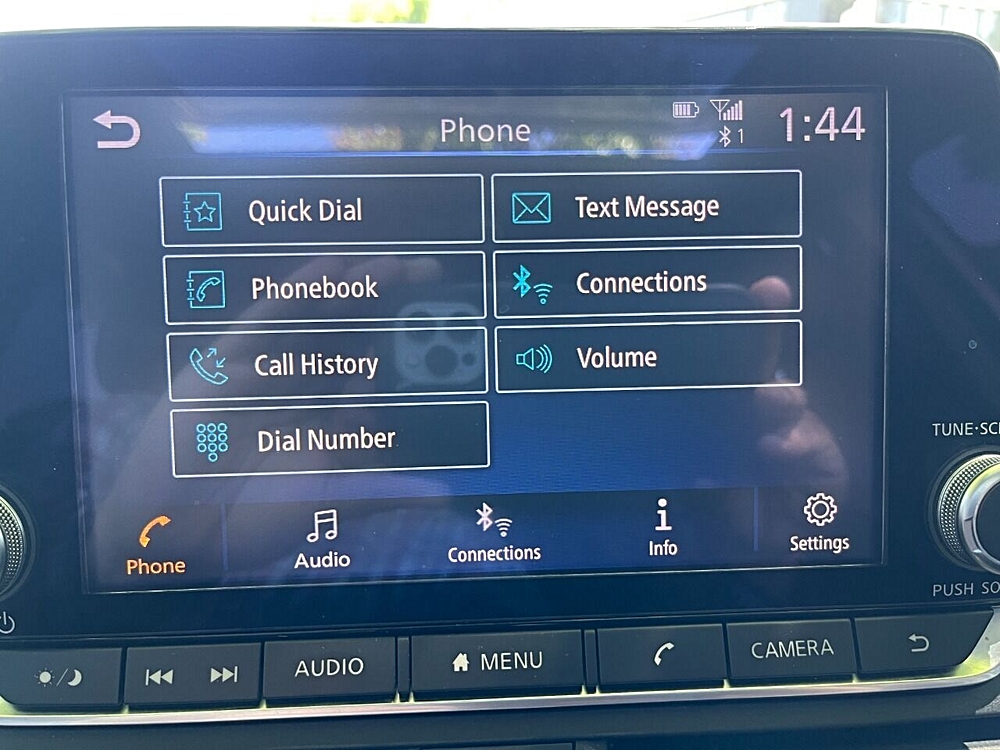 Phone
1
1:44
Quick Dial
Text Message
Phonebook
Connections
Call History
Volume
Dial Number
TUNE·SC
Phone
Audio
Connections
Info
Settings
PUSH SO
AUDIO
MENU
CAMERA